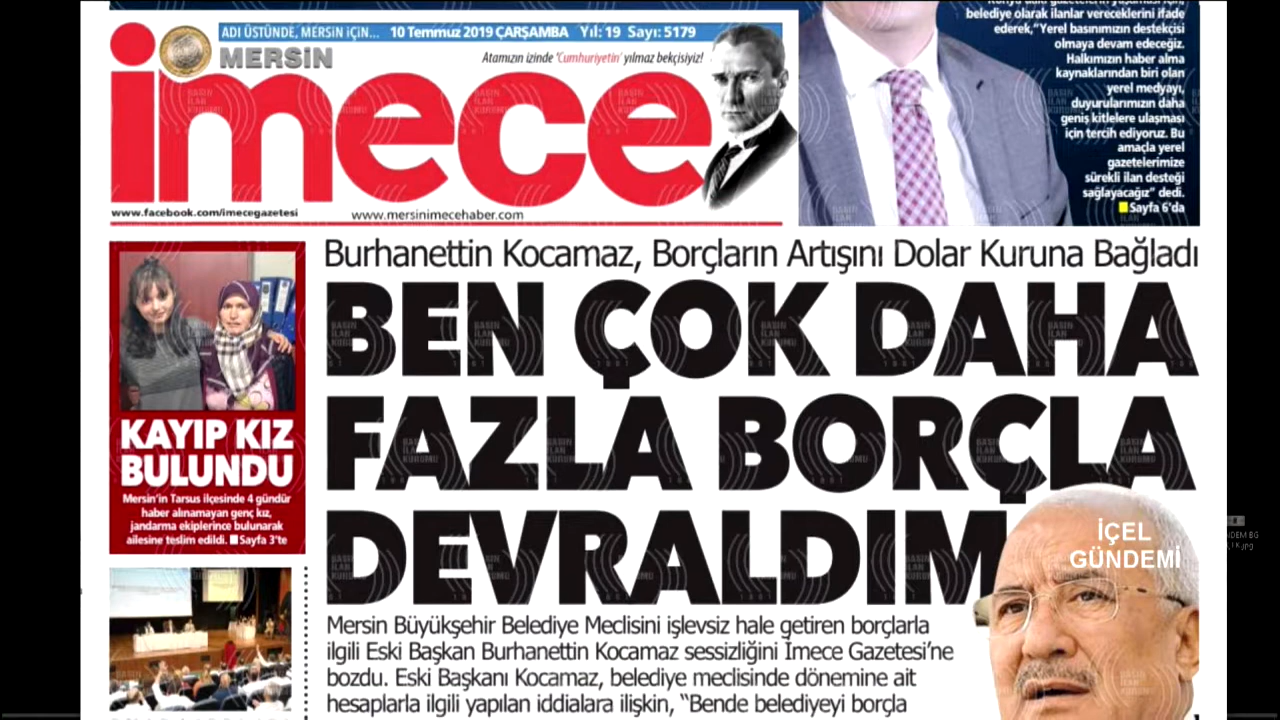 ADI ÜSTÜNDE, MERSİN İÇİN... 10 Temmuz 2019 ÇARŞAMBA Yıl: 19 Sayı: 5179
MERSİN
imece
Atamızın izinde 'Cumhuriyetin' yılmaz bekçisiyiz!
www.facebook.com/imecegazetesi
www.mersinimecehaber.com
belediye olarak ilanlar vereceklerini ifade
ederek,"Yerel basınımızın destekçisi
olmaya devam edeceğiz.
Halkımızın haber alma
kaynaklarından biri olan
yerel medyayı,
duyurularımızın daha
geniş kitlelere ulaşması
için tercih ediyoruz. Bu
amaçla yerel
gazetelerimize
sürekli ilan desteği
sağlayacağız" dedi.
Sayfa 6'da
KAYIP KIZ
BULUNDU
Mersin'in Tarsus ilçesinde 4 gündür
haber alınamayan genç kız,
jandarma ekiplerince bulunarak
ailesine teslim edildi. Sayfa 3'te
Burhanettin Kocamaz, Borçların Artışını Dolar Kuruna Bağladı
BEN ÇOK DAHA
FAZLA BORÇLA
DEVRALDIM
İÇEL
GÜNDEMİ
Mersin Büyükşehir Belediye Meclisini işlevsiz hale getiren borçlarla
ilgili Eski Başkan Burhanettin Kocamaz sessizliğini İmece Gazetesi'ne
bozdu. Eski Başkanı Kocamaz, belediye meclisinde dönemine ait
hesaplarla ilgili yapılan iddialara ilişkin, "Bende belediyeyi borçla